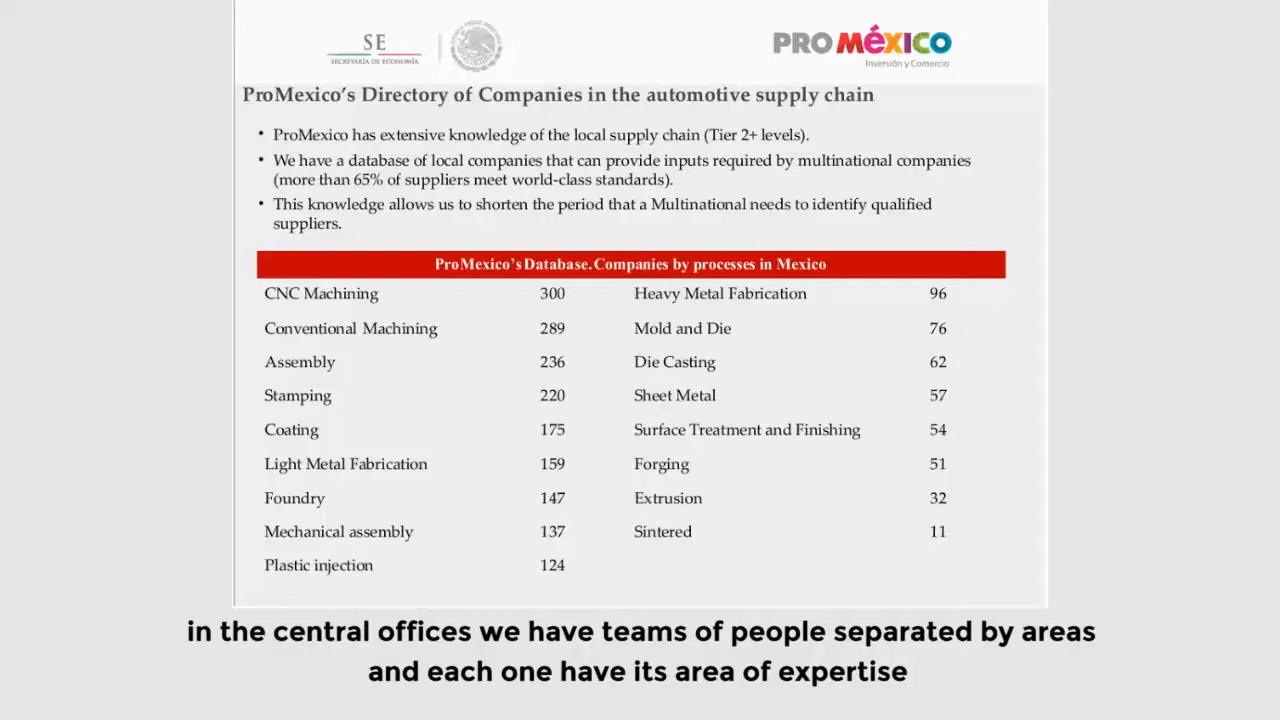 SE
SECRETARÍA DE ECONOMÍA
PRO MéXICO
Inversión y Comercio
ProMexico's Directory of Companies in the automotive supply chain
• ProMexico has extensive knowledge of the local supply chain (Tier 2+ levels).
• We have a database of local companies that can provide inputs required by multinational companies
(more than 65% of suppliers meet world-class standards).
• This knowledge allows us to shorten the period that a Multinational needs to identify qualified
suppliers.
ProMexico's Database. Companies by processes in Mexico
CNC Machining 300 Heavy Metal Fabrication 96
Conventional Machining 289 Mold and Die 76
Assembly 236 Die Casting 62
Stamping 220 Sheet Metal 57
Coating 175 Surface Treatment and Finishing 54
Light Metal Fabrication 159 Forging 51
Foundry 147 Extrusion 32
Mechanical assembly 137 Sintered 11
Plastic injection 124
in the central offices we have teams of people separated by areas
and each one have its area of expertise